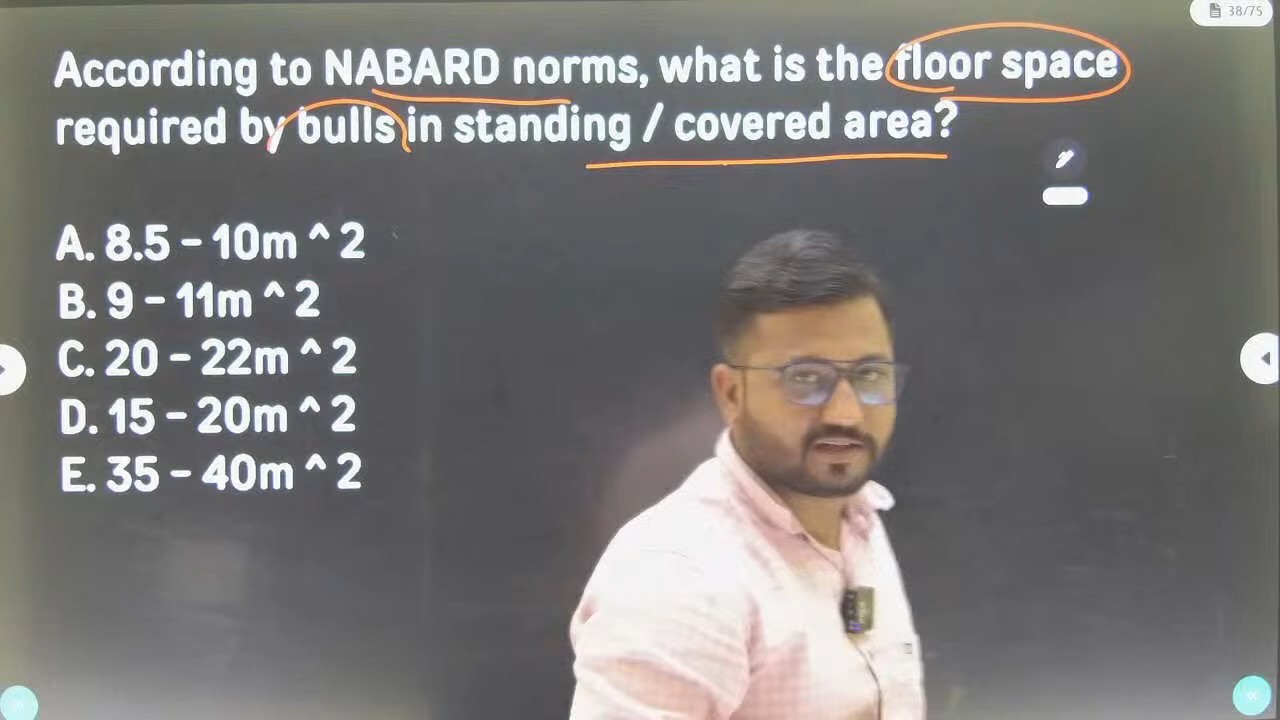 38/75
According to NABARD norms, what is the floor space
required by bulls in standing / covered area?
A. 8.5 - 10m ^ 2
B. 9 - 11m ^ 2
C. 20 - 22m ^ 2
D. 15 - 20m ^ 2
E. 35 - 40m ^ 2